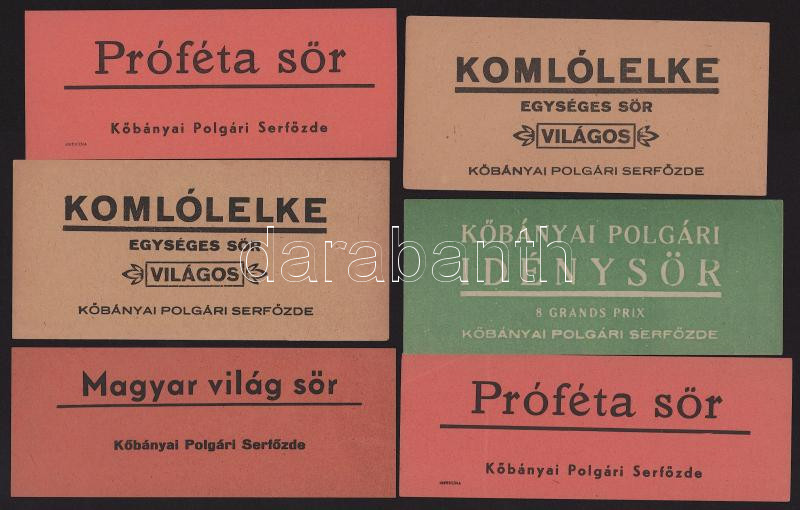 Próféta sör
Kőbányai Polgári Serfőzde
KOMLÓLELKE
EGYSÉGES SÖR
VILÁGOS
KŐBÁNYAI POLGÁRI SERFŐZDE
KOMLÓLELKE
EGYSÉGES SÖR
VILÁGOS
KŐBÁNYAI POLGÁRI SERFŐZDE
KŐBÁNYAI POLGÁRI
IDÉNYSÖR
8 GRANDS PRIX
KŐBÁNYAI POLGÁRI SERFŐZDE
Magyar világ sör
Kőbányai Polgári Serfőzde
Próféta sör
Kőbányai Polgári Serfőzde
darabanth